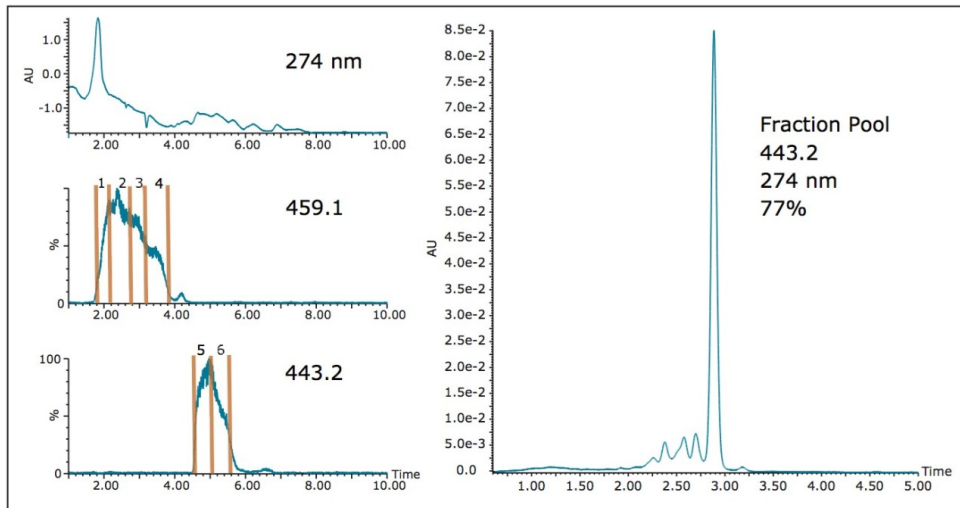 274 nm
1.0
0.0
-1.0
AU
2.00 4.00 6.00 8.00 10.00
1 2 3 4
459.1
%
0
2.00 4.00 6.00 8.00 10.00
5 6
443.2
100
%
0
Time
2.00 4.00 6.00 8.00 10.00
8.5e-2
8.0e-2
7.5e-2
7.0e-2
6.5e-2
6.0e-2
5.5e-2
5.0e-2
4.5e-2
4.0e-2
3.5e-2
3.0e-2
2.5e-2
2.0e-2
1.5e-2
1.0e-2
5.0e-3
0.0
AU
Fraction Pool
443.2
274 nm
77%
Time
1.00 2.00 2.50 3.00 4.00 5.00